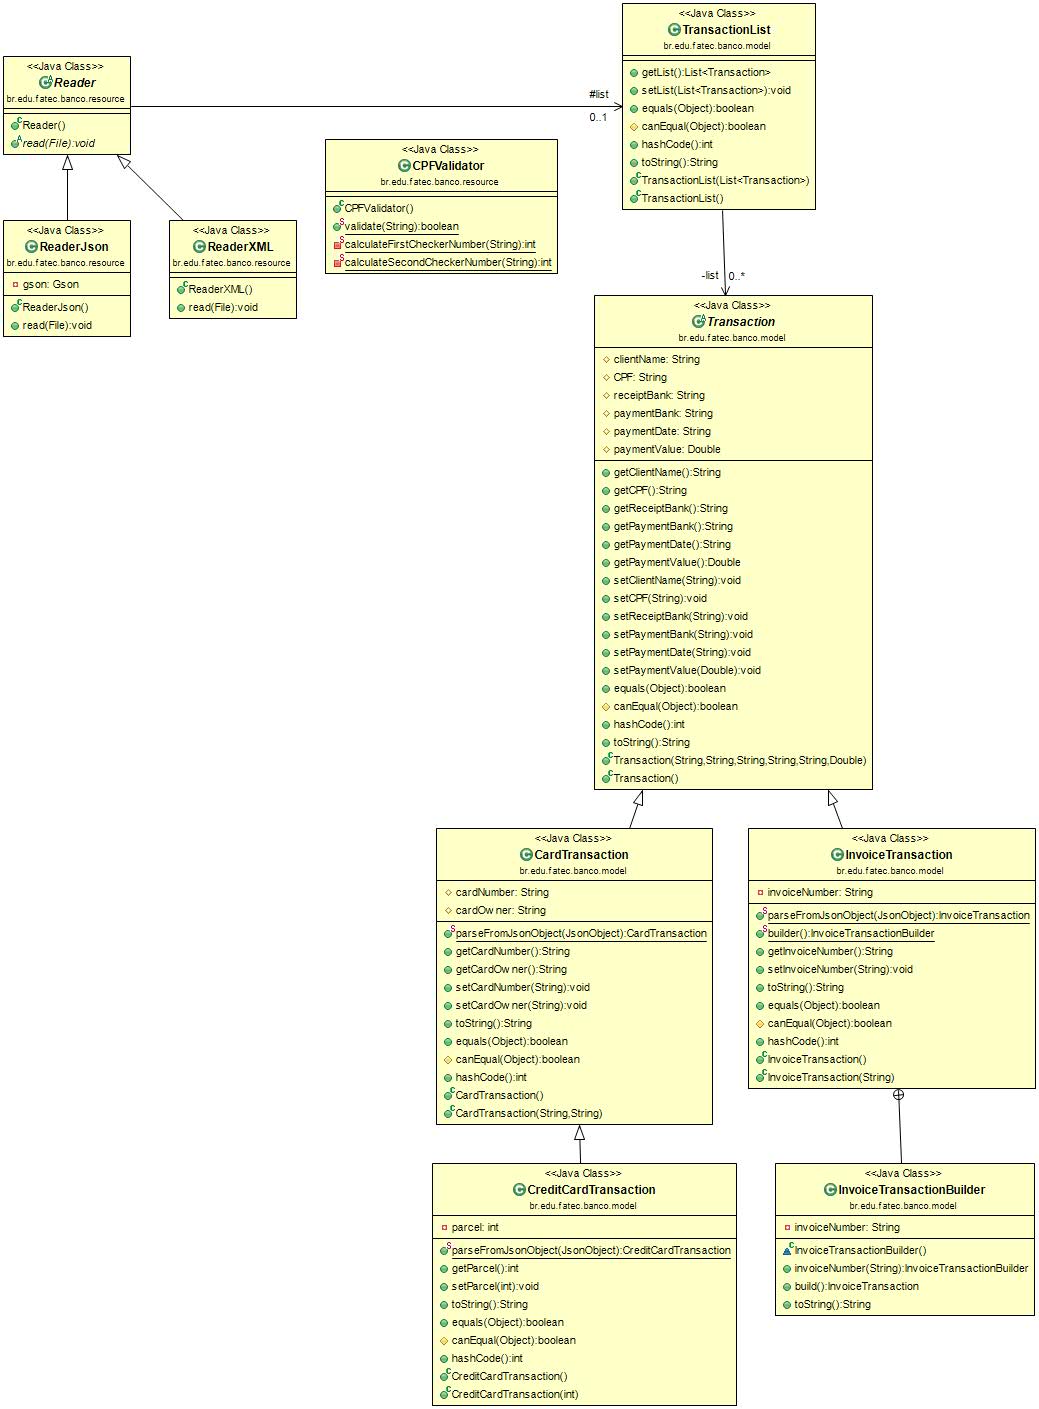 <<Java Class>>
TransactionList
br.edu.fatec.banco.model
getList():List<Transaction>
setList(List<Transaction>):void
equals(Object):boolean
canEqual(Object):boolean
hashCode():int
toString():String
TransactionList(List<Transaction>)
TransactionList()
<<Java Class>>
Reader
br.edu.fatec.banco.resource
Reader()
read(File):void
#list
0..1
<<Java Class>>
CPFValidator
br.edu.fatec.banco.resource
CPFValidator()
validate(String):boolean
calculateFirstCheckerNumber(String):int
calculateSecondCheckerNumber(String):int
<<Java Class>>
ReaderJson
br.edu.fatec.banco.resource
gson: Gson
ReaderJson()
read(File):void
<<Java Class>>
ReaderXML
br.edu.fatec.banco.resource
ReaderXML()
read(File):void
-list
0..*
<<Java Class>>
Transaction
br.edu.fatec.banco.model
clientName: String
CPF: String
receiptBank: String
paymentBank: String
paymentDate: String
paymentValue: Double
getClientName():String
getCPF():String
getReceiptBank():String
getPaymentBank():String
getPaymentDate():String
getPaymentValue():Double
setClientName(String):void
setCPF(String):void
setReceiptBank(String):void
setPaymentBank(String):void
setPaymentDate(String):void
setPaymentValue(Double):void
equals(Object):boolean
canEqual(Object):boolean
hashCode():int
toString():String
Transaction(String,String,String,String,String,Double)
Transaction()
<<Java Class>>
CardTransaction
br.edu.fatec.banco.model
cardNumber: String
cardOwner: String
parseFromJsonObject(JsonObject):CardTransaction
getCardNumber():String
getCardOwner():String
setCardNumber(String):void
setCardOwner(String):void
toString():String
equals(Object):boolean
canEqual(Object):boolean
hashCode():int
CardTransaction()
CardTransaction(String,String)
<<Java Class>>
InvoiceTransaction
br.edu.fatec.banco.model
invoiceNumber: String
parseFromJsonObject(JsonObject):InvoiceTransaction
builder():InvoiceTransactionBuilder
getInvoiceNumber():String
setInvoiceNumber(String):void
toString():String
equals(Object):boolean
canEqual(Object):boolean
hashCode():int
InvoiceTransaction()
InvoiceTransaction(String)
<<Java Class>>
CreditCardTransaction
br.edu.fatec.banco.model
parcel: int
parseFromJsonObject(JsonObject):CreditCardTransaction
getParcel():int
setParcel(int):void
toString():String
equals(Object):boolean
canEqual(Object):boolean
hashCode():int
CreditCardTransaction()
CreditCardTransaction(int)
<<Java Class>>
InvoiceTransactionBuilder
br.edu.fatec.banco.model
invoiceNumber: String
InvoiceTransactionBuilder()
invoiceNumber(String):InvoiceTransactionBuilder
build():InvoiceTransaction
toString():String